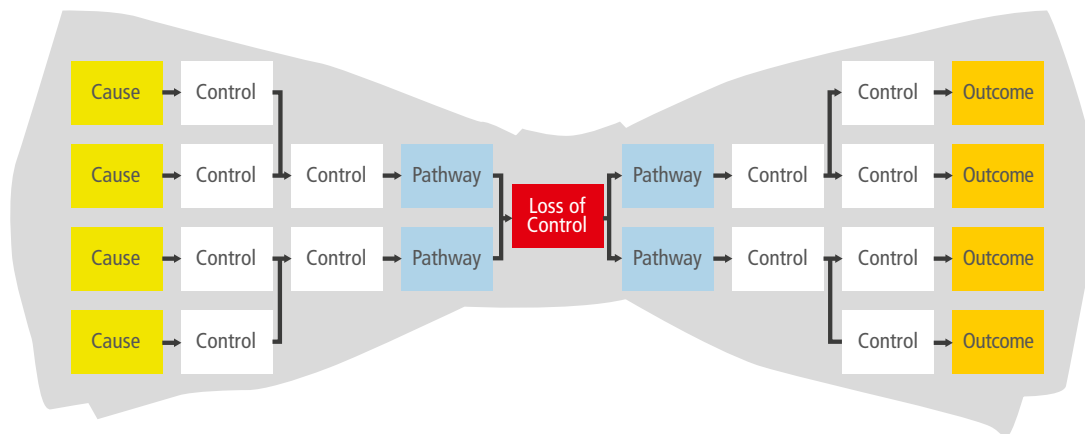 Cause Control Control Outcome
Cause Control Control Pathway Pathway Control Control Outcome
Loss of
Control
Cause Control Control Pathway Pathway Control Control Outcome
Cause Control Control Outcome